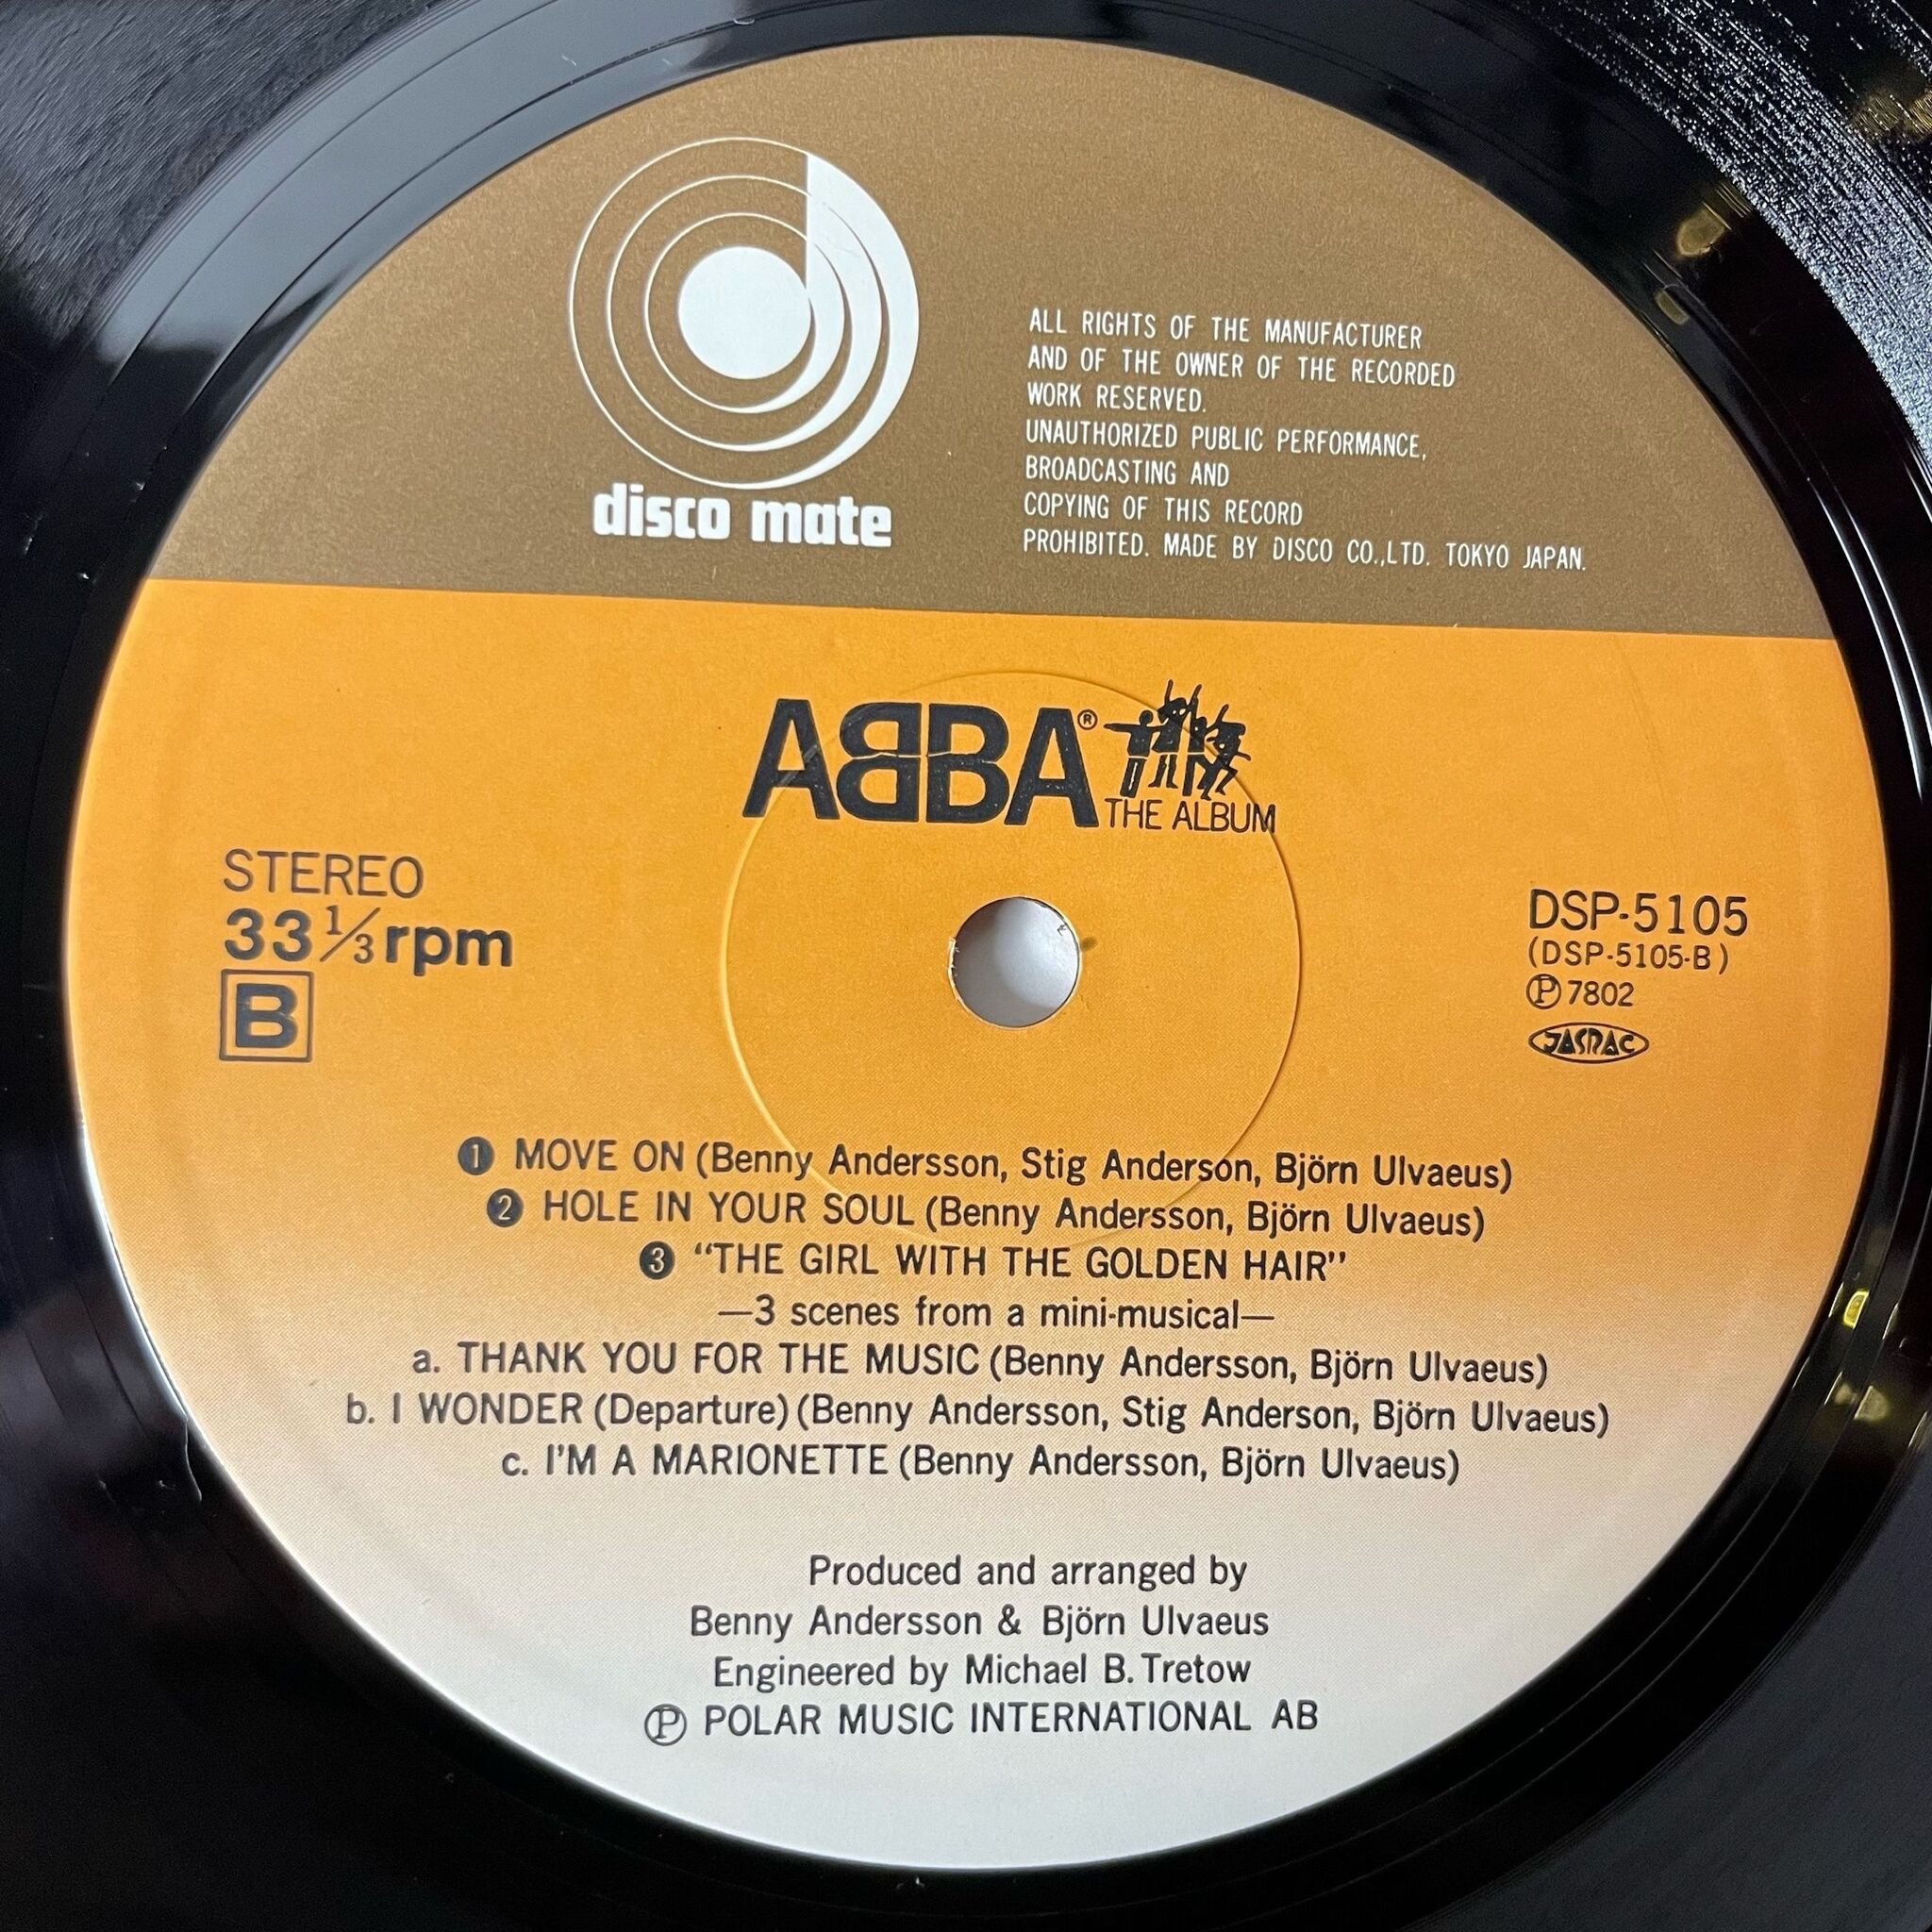 disco mate
ALL RIGHTS OF THE MANUFACTURER
AND OF THE OWNER OF THE RECORDED
WORK RESERVED.
UNAUTHORIZED PUBLIC PERFORMANCE,
BROADCASTING AND
COPYING OF THIS RECORD
PROHIBITED. MADE BY DISCO CO.,LTD. TOKYO JAPAN.
ABBA®
THE ALBUM
STEREO
33⅓rpm
B
DSP-5105
(DSP-5105-B)
Ⓟ7802
JASRAC
❶ MOVE ON (Benny Andersson, Stig Anderson, Björn Ulvaeus)
❷ HOLE IN YOUR SOUL (Benny Andersson, Björn Ulvaeus)
❸ "THE GIRL WITH THE GOLDEN HAIR"
—3 scenes from a mini-musical—
a. THANK YOU FOR THE MUSIC (Benny Andersson, Björn Ulvaeus)
b. I WONDER (Departure) (Benny Andersson, Stig Anderson, Björn Ulvaeus)
c. I'M A MARIONETTE (Benny Andersson, Björn Ulvaeus)
Produced and arranged by
Benny Andersson & Björn Ulvaeus
Engineered by Michael B. Tretow
Ⓟ POLAR MUSIC INTERNATIONAL AB